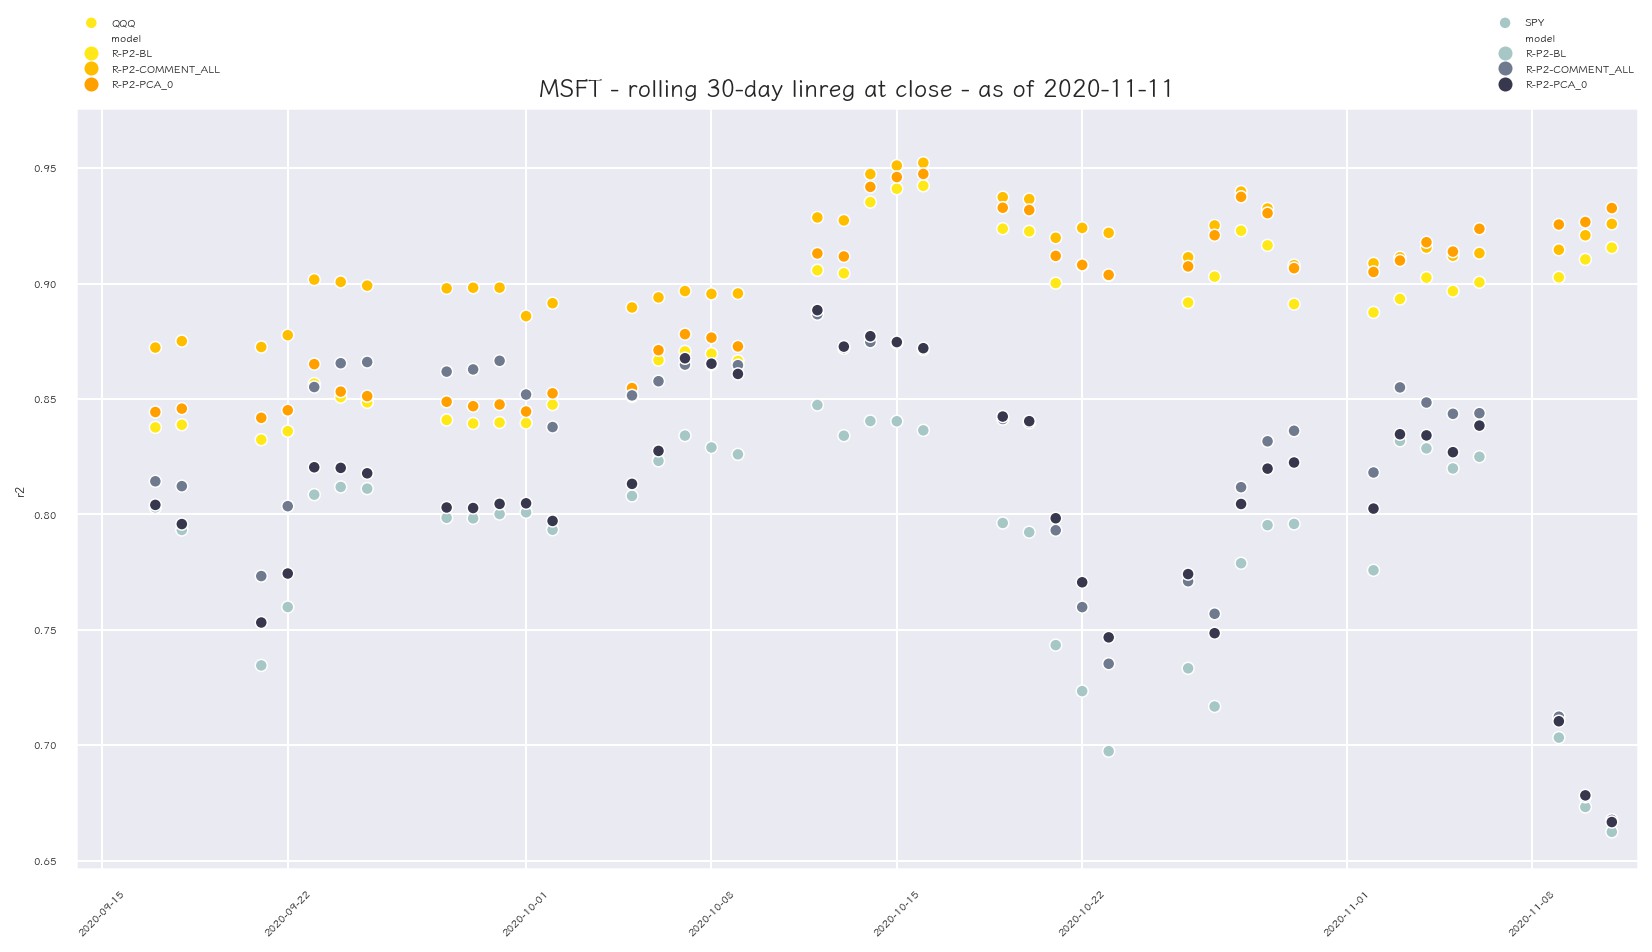 QQQ
model
R-P2-BL
R-P2-COMMENT_ALL
R-P2-PCA_0
SPY
model
R-P2-BL
R-P2-COMMENT_ALL
R-P2-PCA_0
MSFT - rolling 30-day linreg at close - as of 2020-11-11
0.95
0.90
0.85
0.80
0.75
0.70
0.65
r2
2020-09-15
2020-09-22
2020-10-01
2020-10-08
2020-10-15
2020-10-22
2020-11-01
2020-11-08